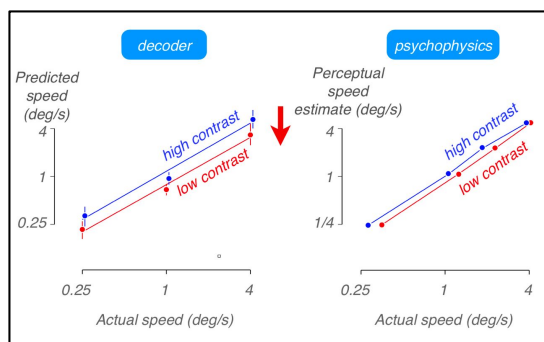 decoder
Predicted
speed
(deg/s)
4
1
0.25
high contrast
low contrast
0.25
1
4
Actual speed (deg/s)
psychophysics
Perceptual
speed
estimate (deg/s)
4
1
1/4
high contrast
low contrast
0.25
1
4
Actual speed (deg/s)